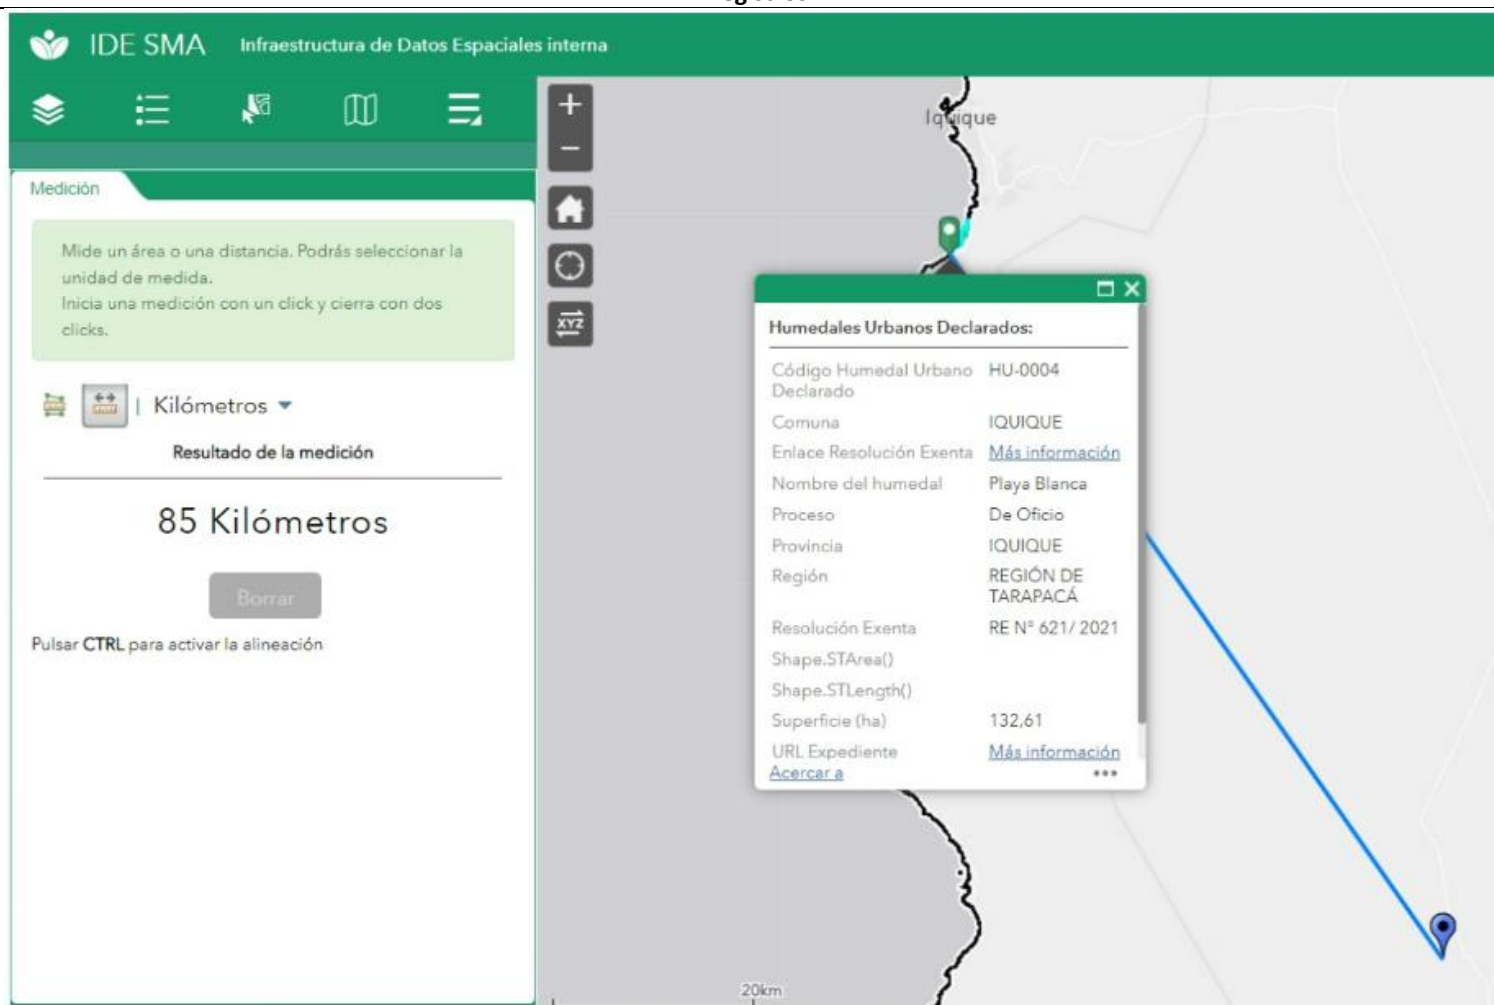 IDE SMA Infraestructura de Datos Espaciales interna
Medición
Mide un área o una distancia. Podrás seleccionar la
unidad de medida.
Inicia una medición con un click y cierra con dos
clicks.
| Kilómetros
Resultado de la medición
85 Kilómetros
Borrar
Pulsar CTRL para activar la alineación
+
−
XYZ
Iquique
Humedales Urbanos Declarados:
Código Humedal Urbano HU-0004
Declarado
Comuna IQUIQUE
Enlace Resolución Exenta Más información
Nombre del humedal Playa Blanca
Proceso De Oficio
Provincia IQUIQUE
Región REGIÓN DE
TARAPACÁ
Resolución Exenta RE N° 621/ 2021
Shape.STArea()
Shape.STLength()
Superficie (ha) 132,61
URL Expediente Más información
Acercar a
20km